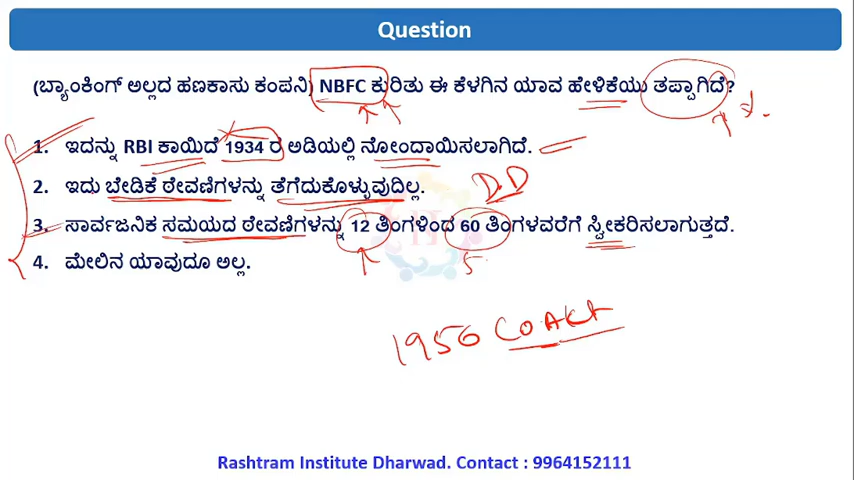 Question
(ಬ್ಯಾಂಕಿಂಗ್ ಅಲ್ಲದ ಹಣಕಾಸು ಕಂಪನಿ) NBFC ಕುರಿತು ಈ ಕೆಳಗಿನ ಯಾವ ಹೇಳಿಕೆಯು ತಪ್ಪಾಗಿದೆ?
1. ಇದನ್ನು RBI ಕಾಯಿದೆ 1934 ರ ಅಡಿಯಲ್ಲಿ ನೋಂದಾಯಿಸಲಾಗಿದೆ.
2. ಇದು ಬೇಡಿಕೆ ಠೇವಣಿಗಳನ್ನು ತೆಗೆದುಕೊಳ್ಳುವುದಿಲ್ಲ.
D.D
3. ಸಾರ್ವಜನಿಕ ಸಮಯದ ಠೇವಣಿಗಳನ್ನು 12 ತಿಂಗಳಿಂದ 60 ತಿಂಗಳವರೆಗೆ ಸ್ವೀಕರಿಸಲಾಗುತ್ತದೆ.
5
4. ಮೇಲಿನ ಯಾವುದೂ ಅಲ್ಲ.
1956 CO Act
Rashtram Institute Dharwad. Contact : 9964152111